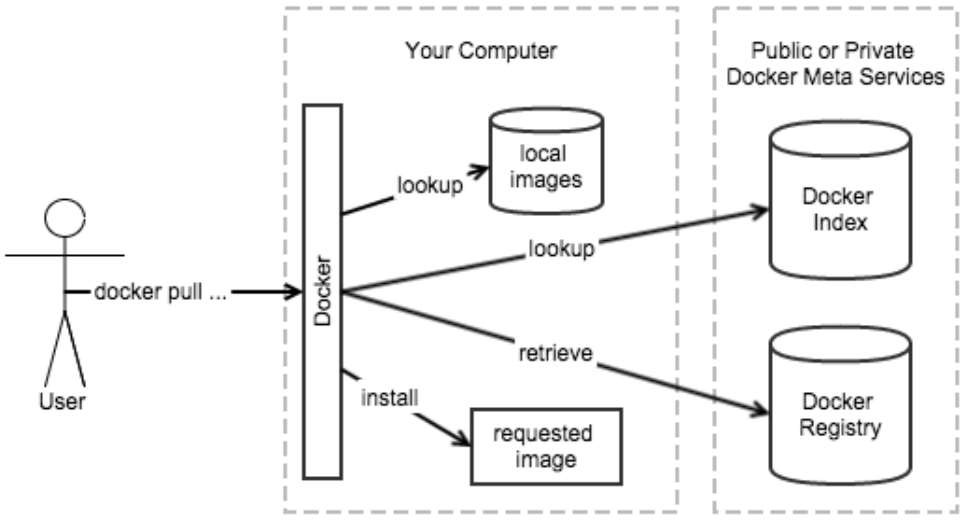 Your Computer
Public or Private
Docker Meta Services
local
images
lookup
Docker
Index
lookup
docker pull ...
Docker
retrieve
install
User
Docker
Registry
requested
image